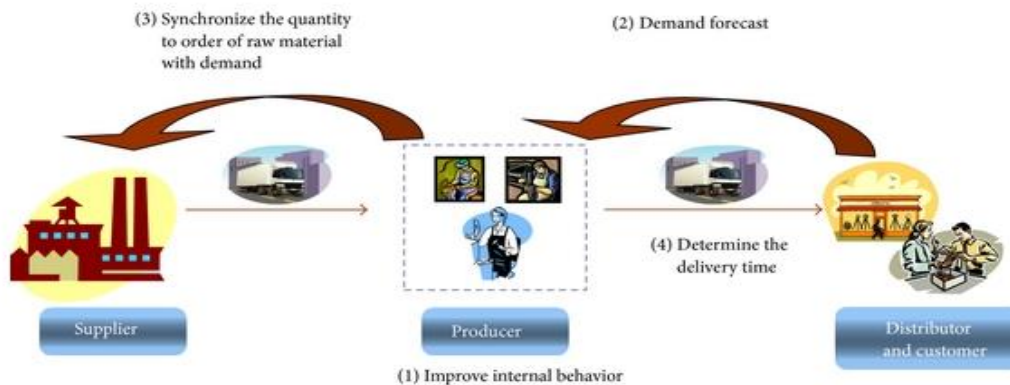 (3) Synchronize the quantity
to order of raw material
with demand
(2) Demand forecast
(4) Determine the
delivery time
Supplier
Producer
Distributor
and customer
(1) Improve internal behavior